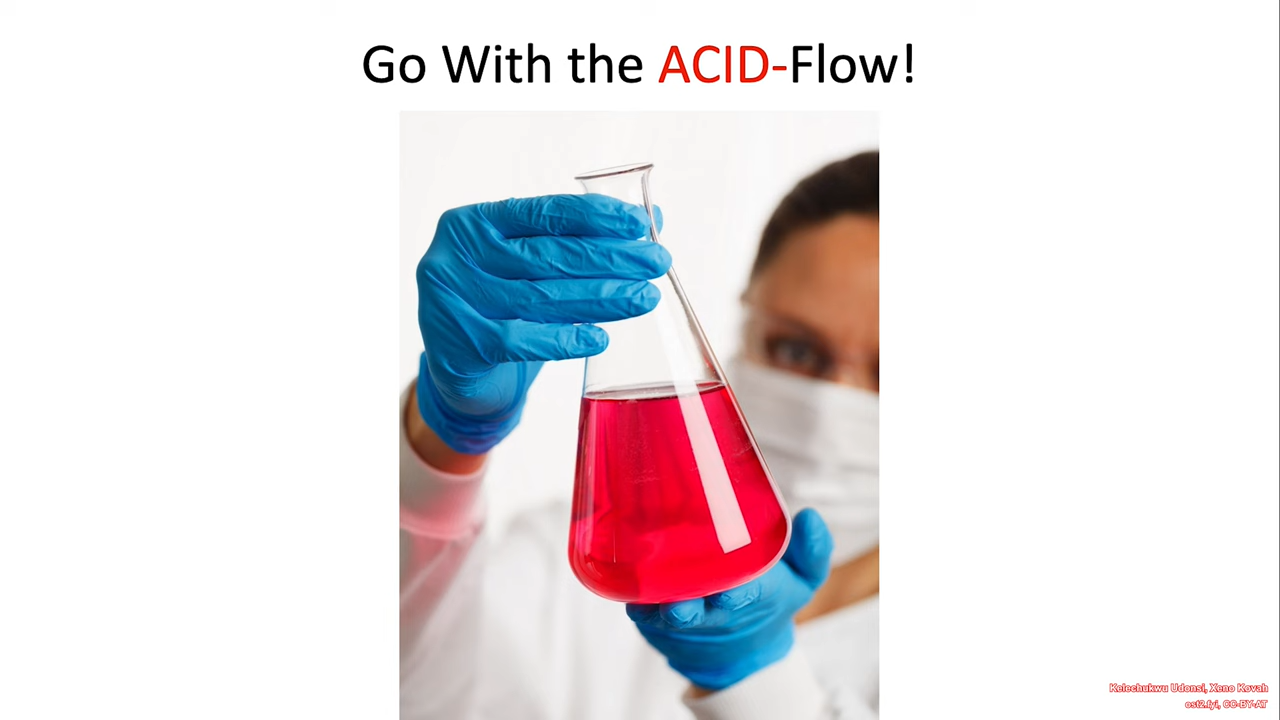 Go With the ACID-Flow!
Kelechukwu Udonsi, Xeno Kovah
ost2.fyi, CC-BY-AT